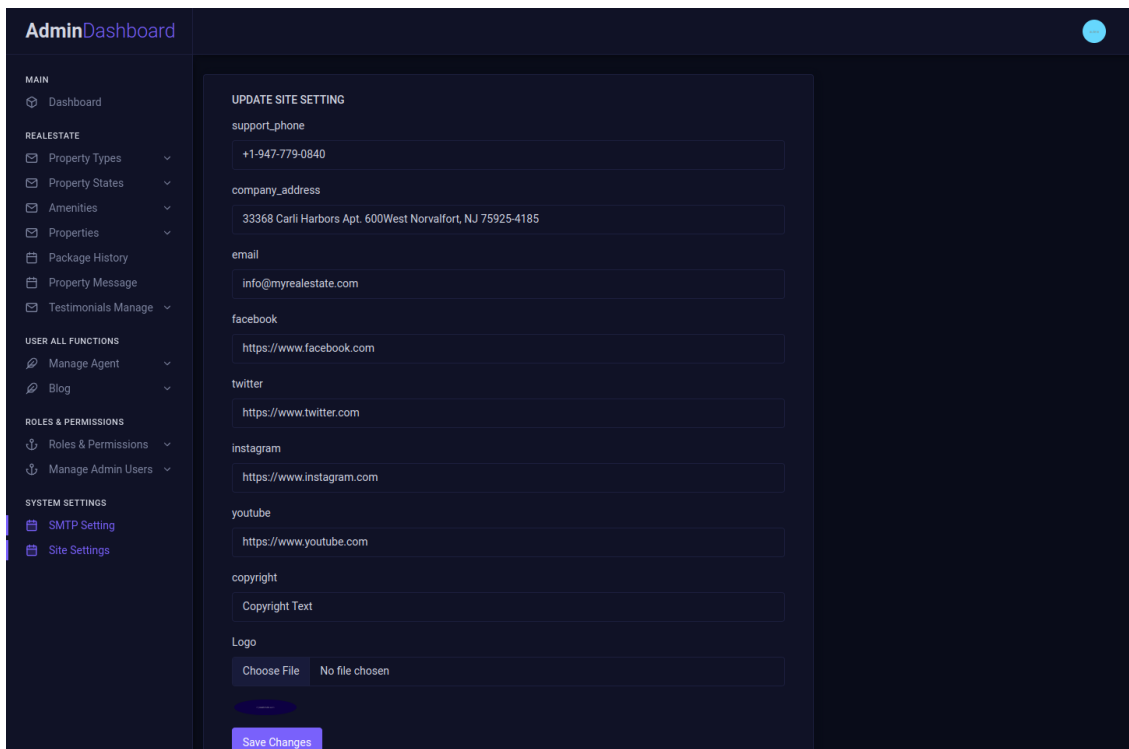 AdminDashboard
MAIN
Dashboard
REALESTATE
Property Types
Property States
Amenities
Properties
Package History
Property Message
Testimonials Manage
USER ALL FUNCTIONS
Manage Agent
Blog
ROLES & PERMISSIONS
Roles & Permissions
Manage Admin Users
SYSTEM SETTINGS
SMTP Setting
Site Settings
UPDATE SITE SETTING
support_phone
+1-947-779-0840
company_address
33368 Carli Harbors Apt. 600West Norvalfort, NJ 75925-4185
email
info@myrealestate.com
facebook
https://www.facebook.com
twitter
https://www.twitter.com
instagram
https://www.instagram.com
youtube
https://www.youtube.com
copyright
Copyright Text
Logo
Choose File No file chosen
Save Changes